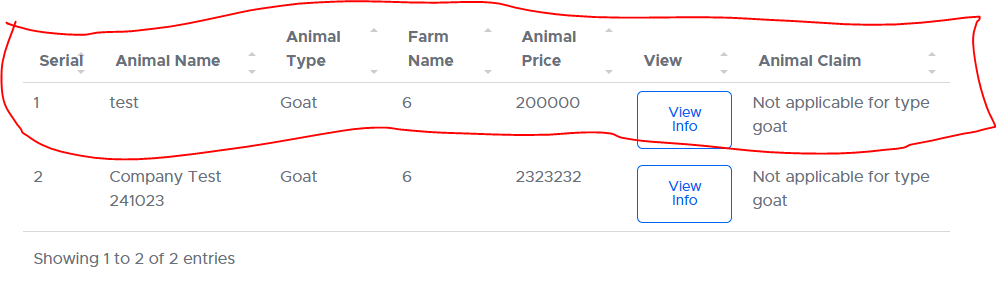 Serial Animal Name Animal Type Farm Name Animal Price View Animal Claim
1 test Goat 6 200000 View Info Not applicable for type goat
2 Company Test 241023 Goat 6 2323232 View Info Not applicable for type goat
Showing 1 to 2 of 2 entries